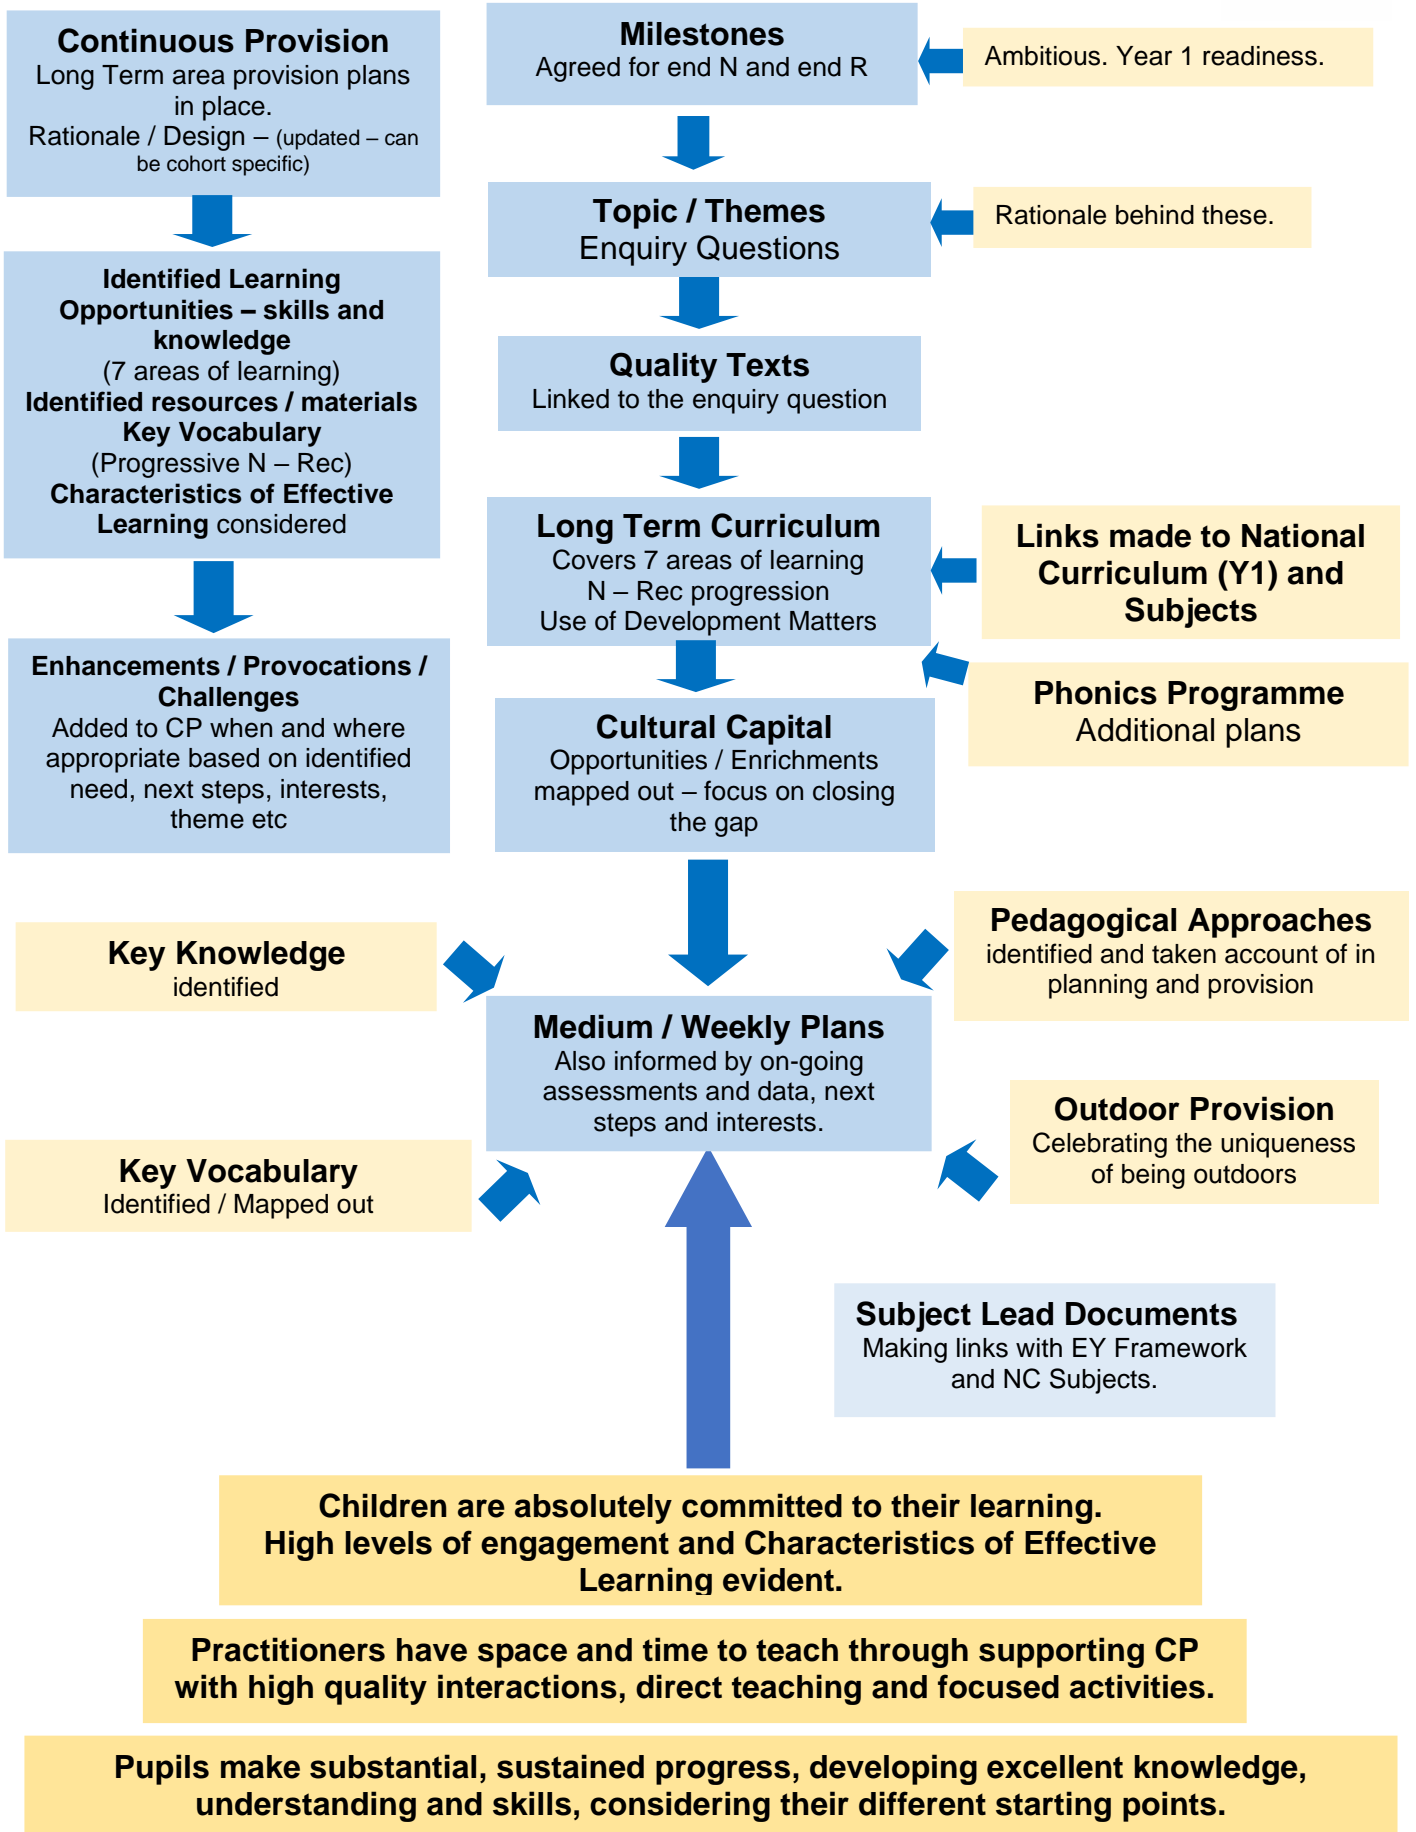 Continuous Provision
Long Term area provision plans
in place.
Rationale / Design – (updated – can
be cohort specific)
Identified Learning
Opportunities – skills and
knowledge
(7 areas of learning)
Identified resources / materials
Key Vocabulary
(Progressive N – Rec)
Characteristics of Effective
Learning considered
Enhancements / Provocations /
Challenges
Added to CP when and where
appropriate based on identified
need, next steps, interests,
theme etc
Milestones
Agreed for end N and end R
Ambitious. Year 1 readiness.
Topic / Themes
Enquiry Questions
Rationale behind these.
Quality Texts
Linked to the enquiry question
Long Term Curriculum
Covers 7 areas of learning
N – Rec progression
Use of Development Matters
Links made to National
Curriculum (Y1) and
Subjects
Phonics Programme
Additional plans
Cultural Capital
Opportunities / Enrichments
mapped out – focus on closing
the gap
Key Knowledge
identified
Pedagogical Approaches
identified and taken account of in
planning and provision
Medium / Weekly Plans
Also informed by on-going
assessments and data, next
steps and interests.
Key Vocabulary
Identified / Mapped out
Outdoor Provision
Celebrating the uniqueness
of being outdoors
Subject Lead Documents
Making links with EY Framework
and NC Subjects.
Children are absolutely committed to their learning.
High levels of engagement and Characteristics of Effective
Learning evident.
Practitioners have space and time to teach through supporting CP
with high quality interactions, direct teaching and focused activities.
Pupils make substantial, sustained progress, developing excellent knowledge,
understanding and skills, considering their different starting points.